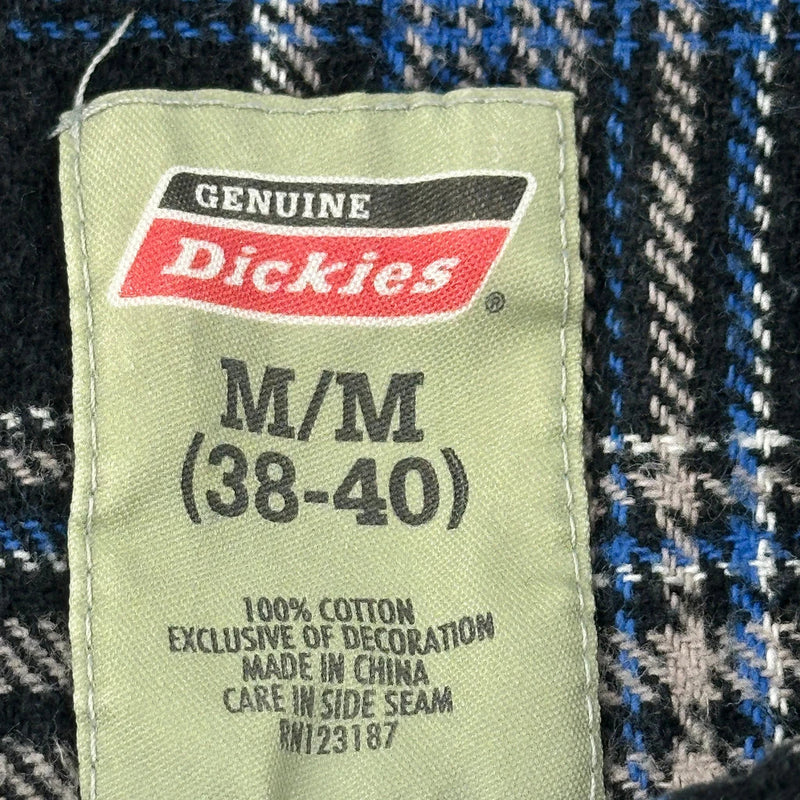 GENUINE
Dickies
®
M/M
(38-40)
100% COTTON
EXCLUSIVE OF DECORATION
MADE IN CHINA
CARE IN SIDE SEAM
RN123187